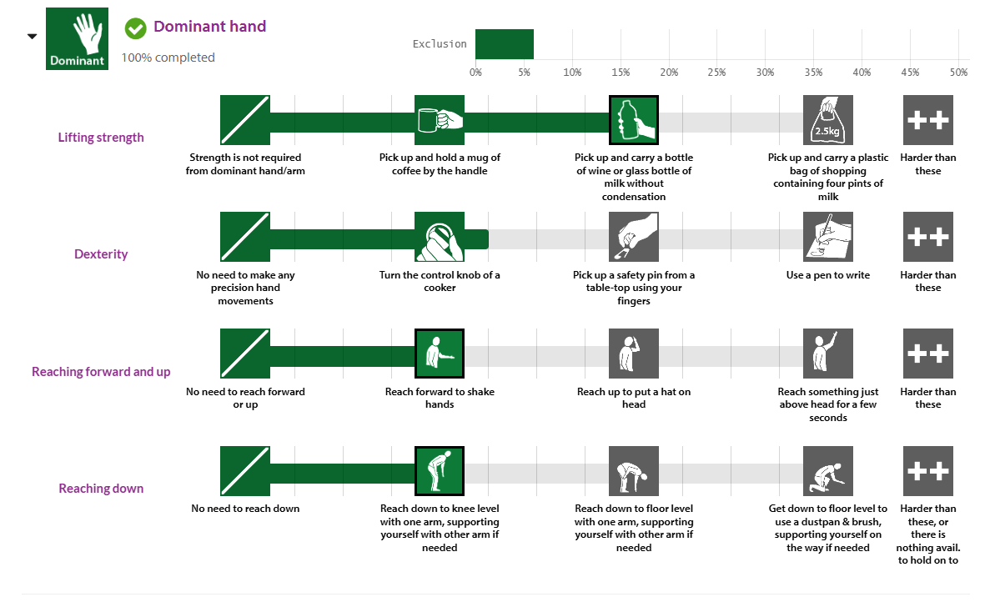 Dominant
Dominant hand
100% completed
Exclusion
0% 5% 10% 15% 20% 25% 30% 35% 40% 45% 50%
Lifting strength
2.5kg
++
Strength is not required
from dominant hand/arm
Pick up and hold a mug of
coffee by the handle
Pick up and carry a bottle
of wine or glass bottle of
milk without
condensation
Pick up and carry a plastic
bag of shopping
containing four pints of
milk
Harder than
these
Dexterity
++
No need to make any
precision hand
movements
Turn the control knob of a
cooker
Pick up a safety pin from a
table-top using your
fingers
Use a pen to write
Harder than
these
Reaching forward and up
++
No need to reach forward
or up
Reach forward to shake
hands
Reach up to put a hat on
head
Reach something just
above head for a few
seconds
Harder than
these
Reaching down
++
No need to reach down
Reach down to knee level
with one arm, supporting
yourself with other arm if
needed
Reach down to floor level
with one arm, supporting
yourself with other arm if
needed
Get down to floor level to
use a dustpan & brush,
supporting yourself on
the way if needed
Harder than
these, or
there is
nothing avail.
to hold on to